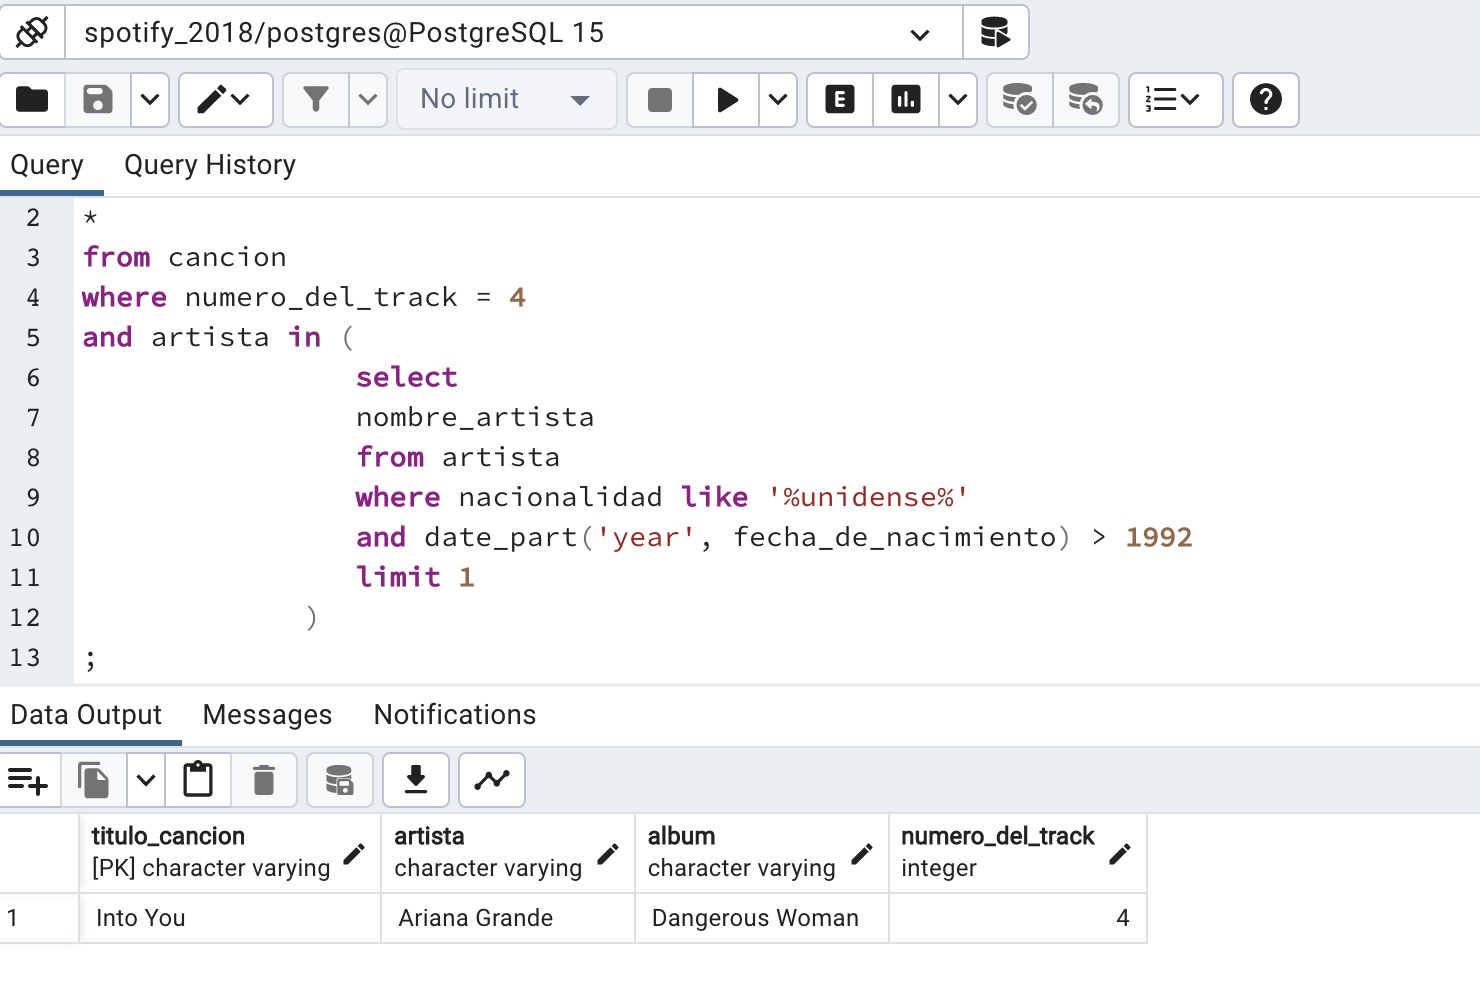 spotify_2018/postgres@PostgreSQL 15
No limit
E
Query Query History
2 *
3 from cancion
4 where numero_del_track = 4
5 and artista in (
6 select
7 nombre_artista
8 from artista
9 where nacionalidad like '%unidense%'
10 and date_part('year', fecha_de_nacimiento) > 1992
11 limit 1
12 )
13 ;
Data Output Messages Notifications
titulo_cancion artista album numero_del_track
[PK] character varying character varying character varying integer
1 Into You Ariana Grande Dangerous Woman 4